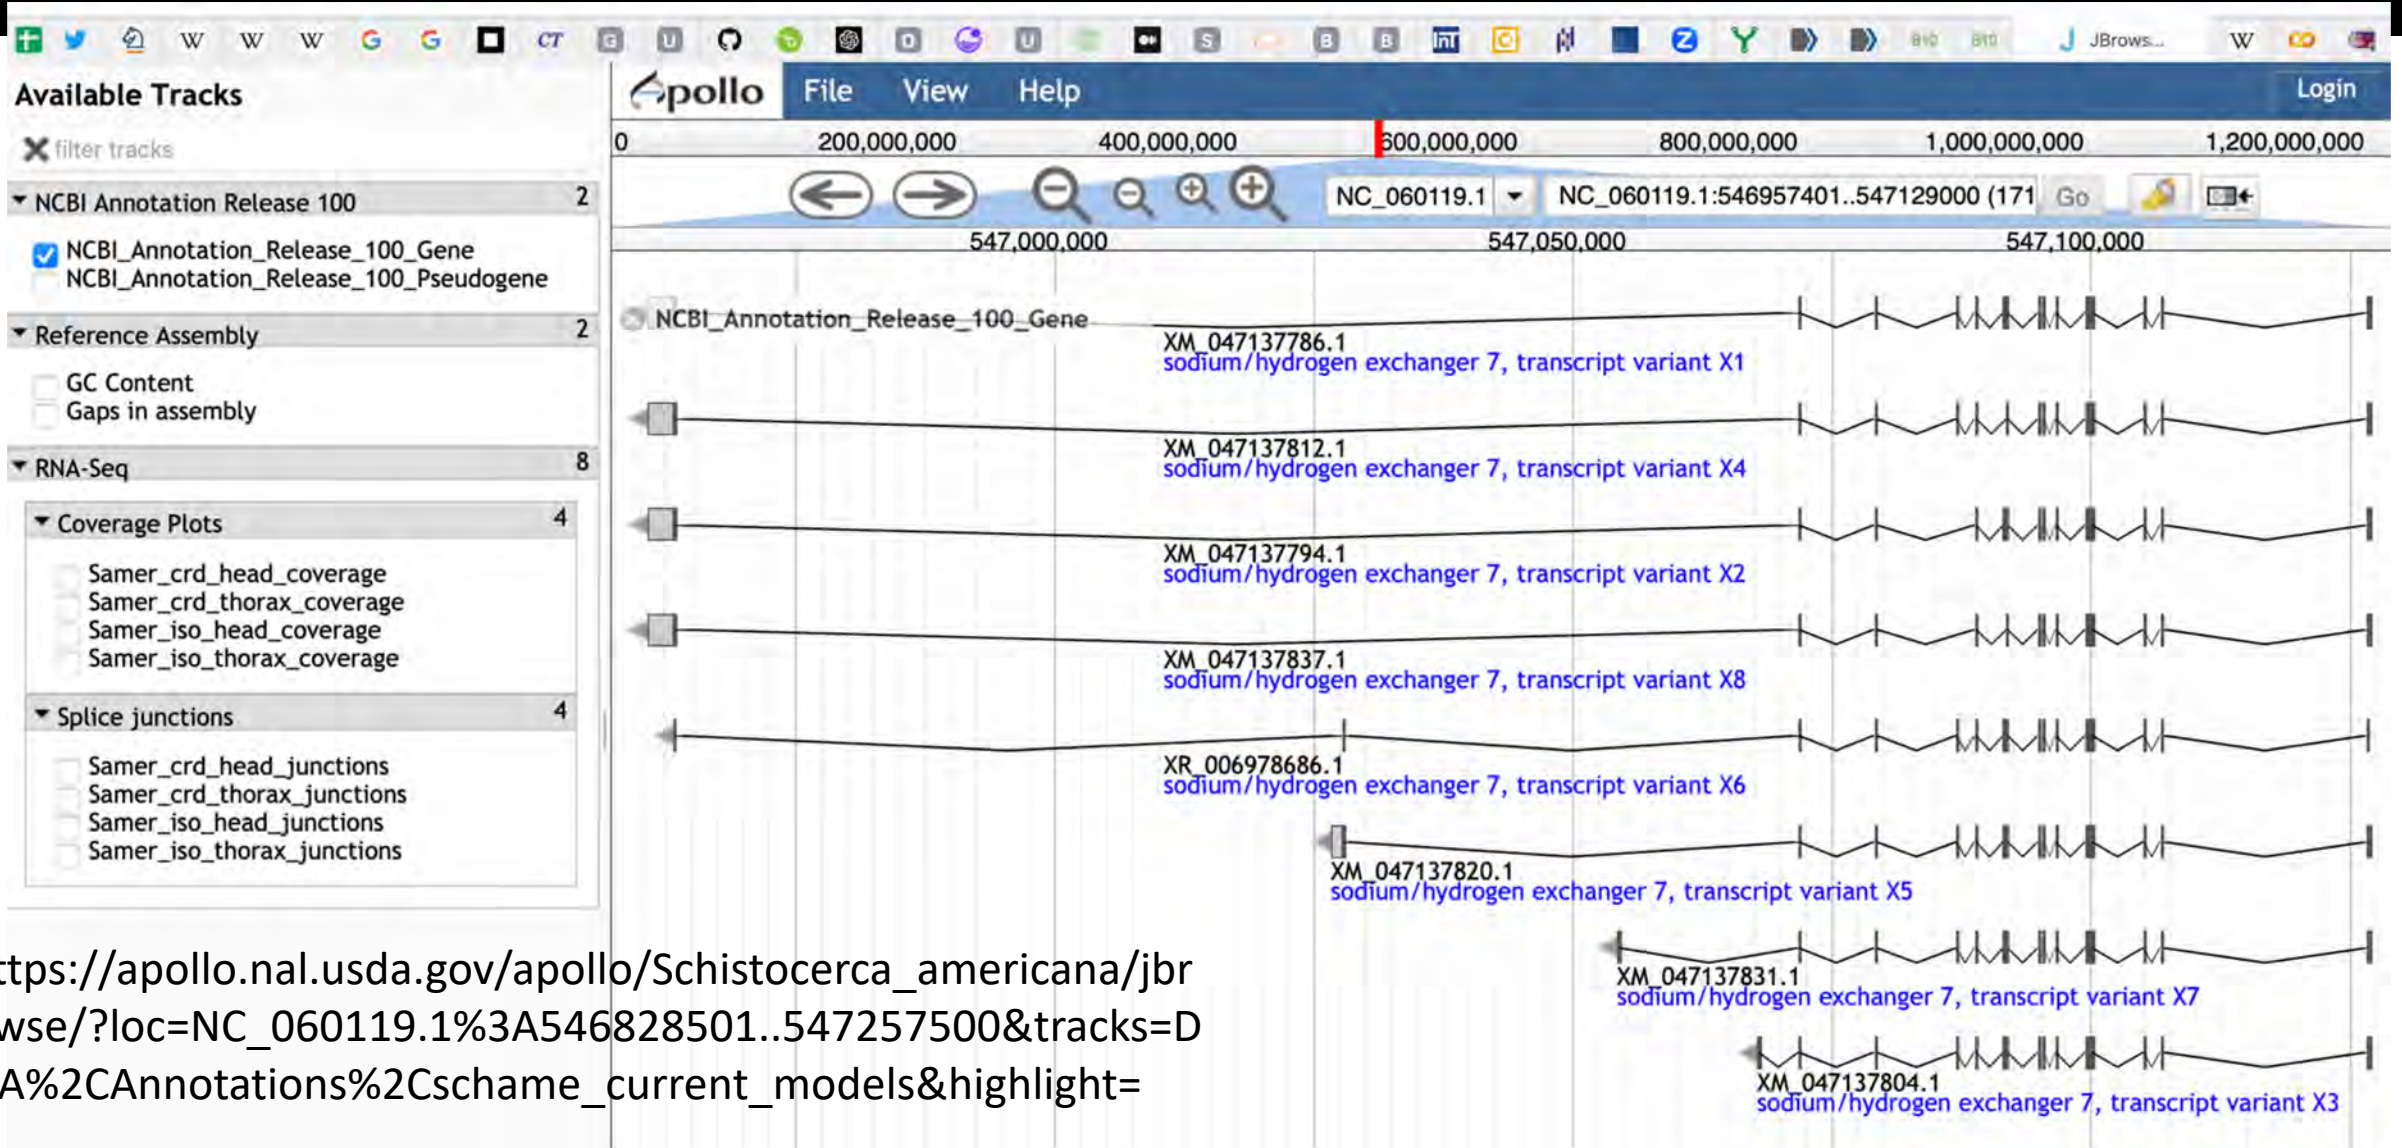 W
W
W
G
G
CT
G
U
D
U
S
B
B
INT
C
Z
Y
BIO
BIO
J JBrows...
W
Available Tracks
filter tracks
NCBI Annotation Release 100 2
NCBI_Annotation_Release_100_Gene
NCBI_Annotation_Release_100_Pseudogene
Reference Assembly 2
GC Content
Gaps in assembly
RNA-Seq 8
Coverage Plots 4
Samer_crd_head_coverage
Samer_crd_thorax_coverage
Samer_iso_head_coverage
Samer_iso_thorax_coverage
Splice junctions 4
Samer_crd_head_junctions
Samer_crd_thorax_junctions
Samer_iso_head_junctions
Samer_iso_thorax_junctions
Apollo File View Help Login
0 200,000,000 400,000,000 600,000,000 800,000,000 1,000,000,000 1,200,000,000
NC_060119.1 NC_060119.1:546957401..547129000 (171 Go
547,000,000 547,050,000 547,100,000
NCBI_Annotation_Release_100_Gene
XM_047137786.1
sodium/hydrogen exchanger 7, transcript variant X1
XM_047137812.1
sodium/hydrogen exchanger 7, transcript variant X4
XM_047137794.1
sodium/hydrogen exchanger 7, transcript variant X2
XM_047137837.1
sodium/hydrogen exchanger 7, transcript variant X8
XR_006978686.1
sodium/hydrogen exchanger 7, transcript variant X6
XM_047137820.1
sodium/hydrogen exchanger 7, transcript variant X5
XM_047137831.1
sodium/hydrogen exchanger 7, transcript variant X7
XM_047137804.1
sodium/hydrogen exchanger 7, transcript variant X3
ttps://apollo.nal.usda.gov/apollo/Schistocerca_americana/jbr
wse/?loc=NC_060119.1%3A546828501..547257500&tracks=D
A%2CAnnotations%2Cschame_current_models&highlight=